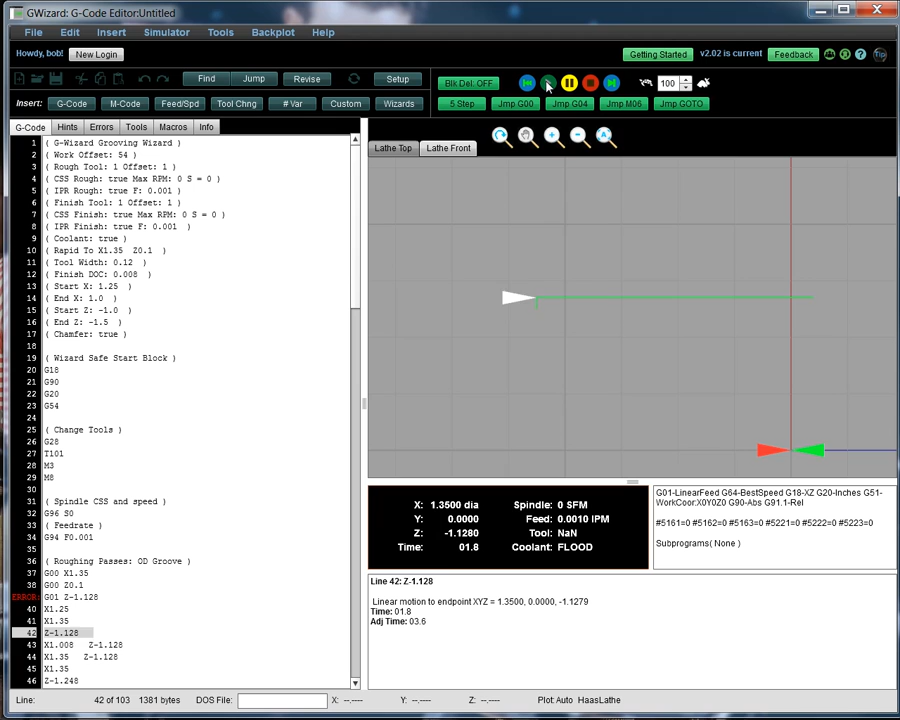 GWizard: G-Code Editor:Untitled
File Edit Insert Simulator Tools Backplot Help
Howdy, bob! New Login Getting Started v2.02 is current Feedback ? Tip
Find Jump Revise Setup Blk Del: OFF 100
Insert: G-Code M-Code Feed/Spd Tool Chng # Var Custom Wizards 5 Step Jmp G00 Jmp G04 Jmp M06 Jmp GOTO
G-Code Hints Errors Tools Macros Info
Lathe Top Lathe Front
1 ( G-Wizard Grooving Wizard )
2 ( Work Offset: 54 )
3 ( Rough Tool: 1 Offset: 1 )
4 ( CSS Rough: true Max RPM: 0 S = 0 )
5 ( IPR Rough: true F: 0.001 )
6 ( Finish Tool: 1 Offset: 1 )
7 ( CSS Finish: true Max RPM: 0 S = 0 )
8 ( IPR Finish: true F: 0.001 )
9 ( Coolant: true )
10 ( Rapid To X1.35 Z0.1 )
11 ( Tool Width: 0.12 )
12 ( Finish DOC: 0.008 )
13 ( Start X: 1.25 )
14 ( End X: 1.0 )
15 ( Start Z: -1.0 )
16 ( End Z: -1.5 )
17 ( Chamfer: true )
18
19 ( Wizard Safe Start Block )
20 G18
21 G90
22 G20
23 G54
24
25 ( Change Tools )
26 G28
27 T101
28 M3
29 M8
30
31 ( Spindle CSS and speed )
32 G96 S0
33 ( Feedrate )
34 G94 F0.001
35
36 ( Roughing Passes: OD Groove )
37 G00 X1.35
38 G00 Z0.1
ERROR: G01 Z-1.128
40 X1.25
41 X1.35
42 Z-1.128
43 X1.008 Z-1.128
44 X1.35 Z-1.128
45 X1.35
46 Z-1.248
X: 1.3500 dia Spindle: 0 SFM
Y: 0.0000 Feed: 0.0010 IPM
Z: -1.1280 Tool: NaN
Time: 01.8 Coolant: FLOOD
G01-LinearFeed G64-BestSpeed G18-XZ G20-Inches G51-
WorkCoor:X0Y0Z0 G90-Abs G91.1-Rel
#5161=0 #5162=0 #5163=0 #5221=0 #5222=0 #5223=0
Subprograms( None )
Line 42: Z-1.128
Linear motion to endpoint XYZ = 1.3500, 0.0000, -1.1279
Time: 01.8
Adj Time: 03.6
Line: 42 of 103 1381 bytes DOS File: X: --.---- Y: --.---- Z: --.---- Plot: Auto HaasLathe